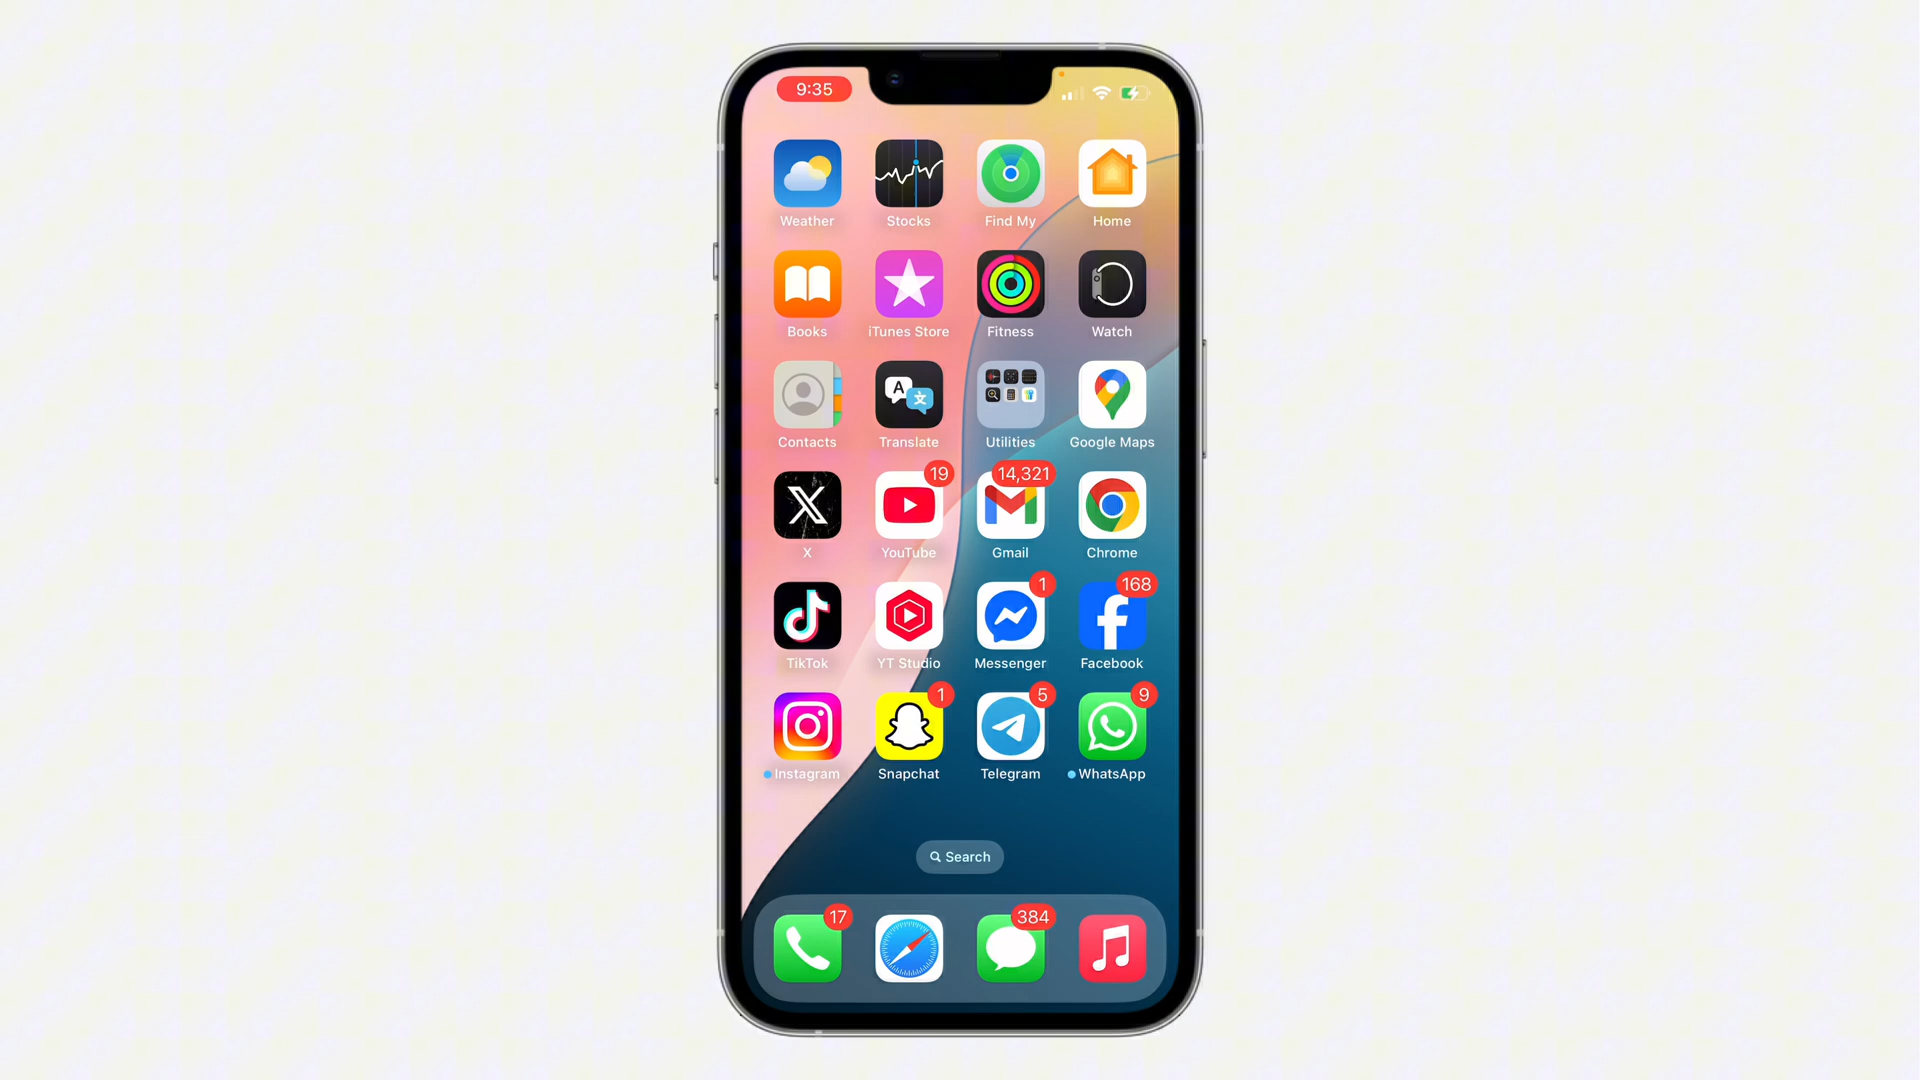 9:35
Weather Stocks Find My Home
Books iTunes Store Fitness Watch
A 文
Contacts Translate Utilities Google Maps
19 14,321
X YouTube Gmail Chrome
1 168
TikTok YT Studio Messenger Facebook
1 5 9
Instagram Snapchat Telegram WhatsApp
Search
17 384